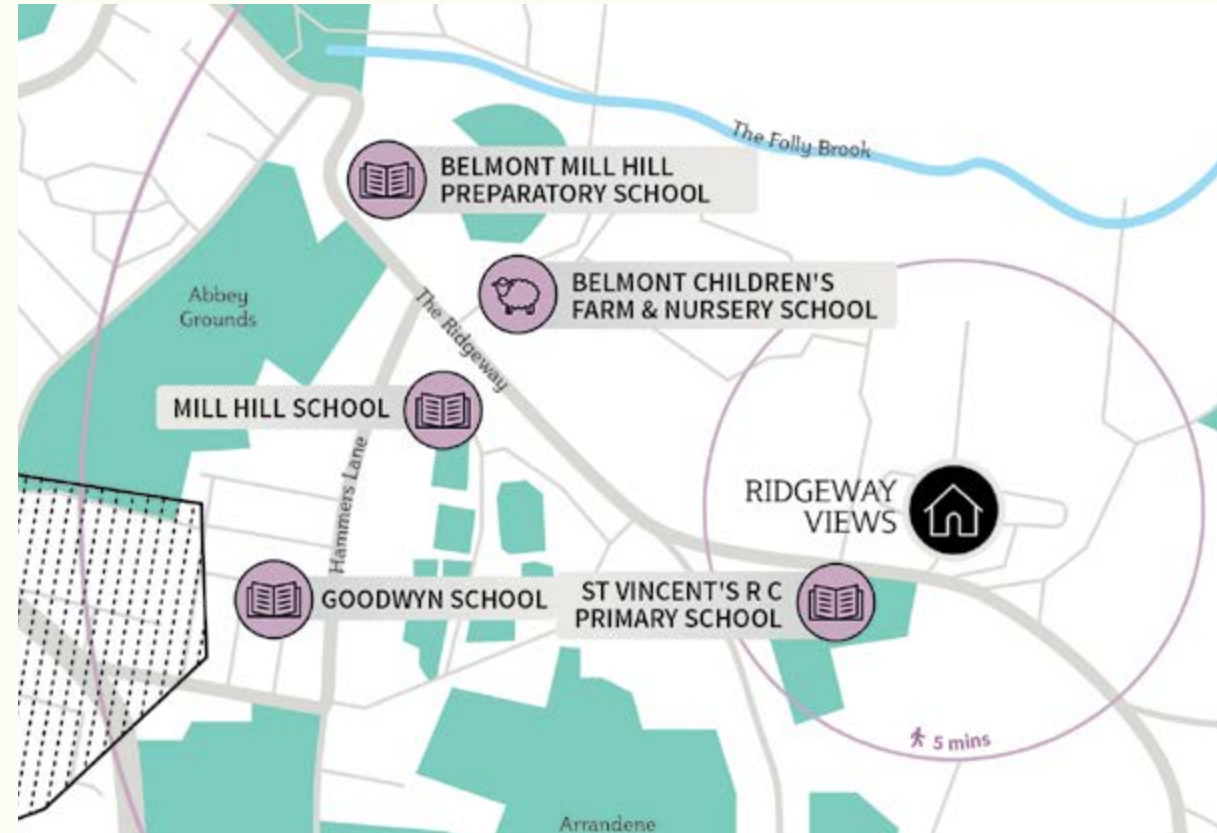 The Folly Brook
BELMONT MILL HILL
PREPARATORY SCHOOL
BELMONT CHILDREN'S
FARM & NURSERY SCHOOL
Abbey
Grounds
The Ridgeway
MILL HILL SCHOOL
Hammers Lane
RIDGEWAY
VIEWS
GOODWYN SCHOOL
ST VINCENT'S R C
PRIMARY SCHOOL
5 mins
Arrandene